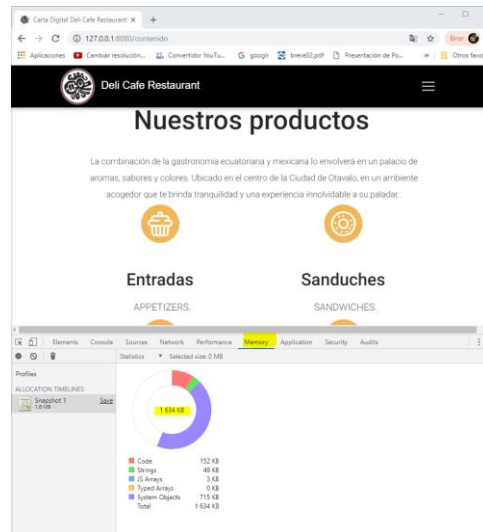 Carta Digital Deli Cafe Restaurant
127.0.0.1:8080/contenido
Error
Aplicaciones Cambiar resolución... Convertidor YouTu... googlr breve02.pdf Presentación de Po... » Otros favo
Deli Cafe Restaurant
Nuestros productos
La combinación de la gastronomía ecuatoriana y mexicana lo envolverá en un palacio de
aromas, sabores y colores. Ubicado en el centro de la Ciudad de Otavalo, en un ambiente
acogedor que te brinda tranquilidad y una experiencia innolvidable a su paladar..
Entradas Sanduches
APPETIZERS. SANDWICHES.
Elements Console Sources Network Performance Memory Application Security Audits
Statistics Selected size: 0 MB
Profiles
ALLOCATION TIMELINES
Snapshot 1 Save
1.6 MB
1 634 KB
Code 152 KB
Strings 49 KB
JS Arrays 3 KB
Typed Arrays 0 KB
System Objects 715 KB
Total 1 634 KB